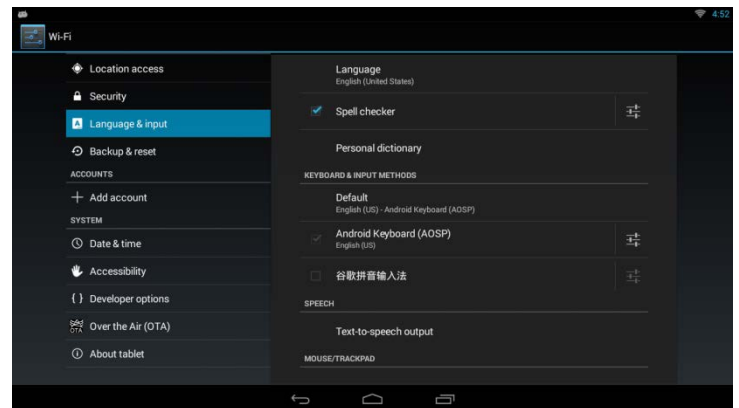 4:52
Wi-Fi
Location access
Security
Language & input
Backup & reset
ACCOUNTS
Add account
SYSTEM
Date & time
Accessibility
{ } Developer options
OTA
Over the Air (OTA)
About tablet
Language
English (United States)
Spell checker
Personal dictionary
KEYBOARD & INPUT METHODS
Default
English (US) - Android Keyboard (AOSP)
Android Keyboard (AOSP)
English (US)
谷歌拼音输入法
SPEECH
Text-to-speech output
MOUSE/TRACKPAD